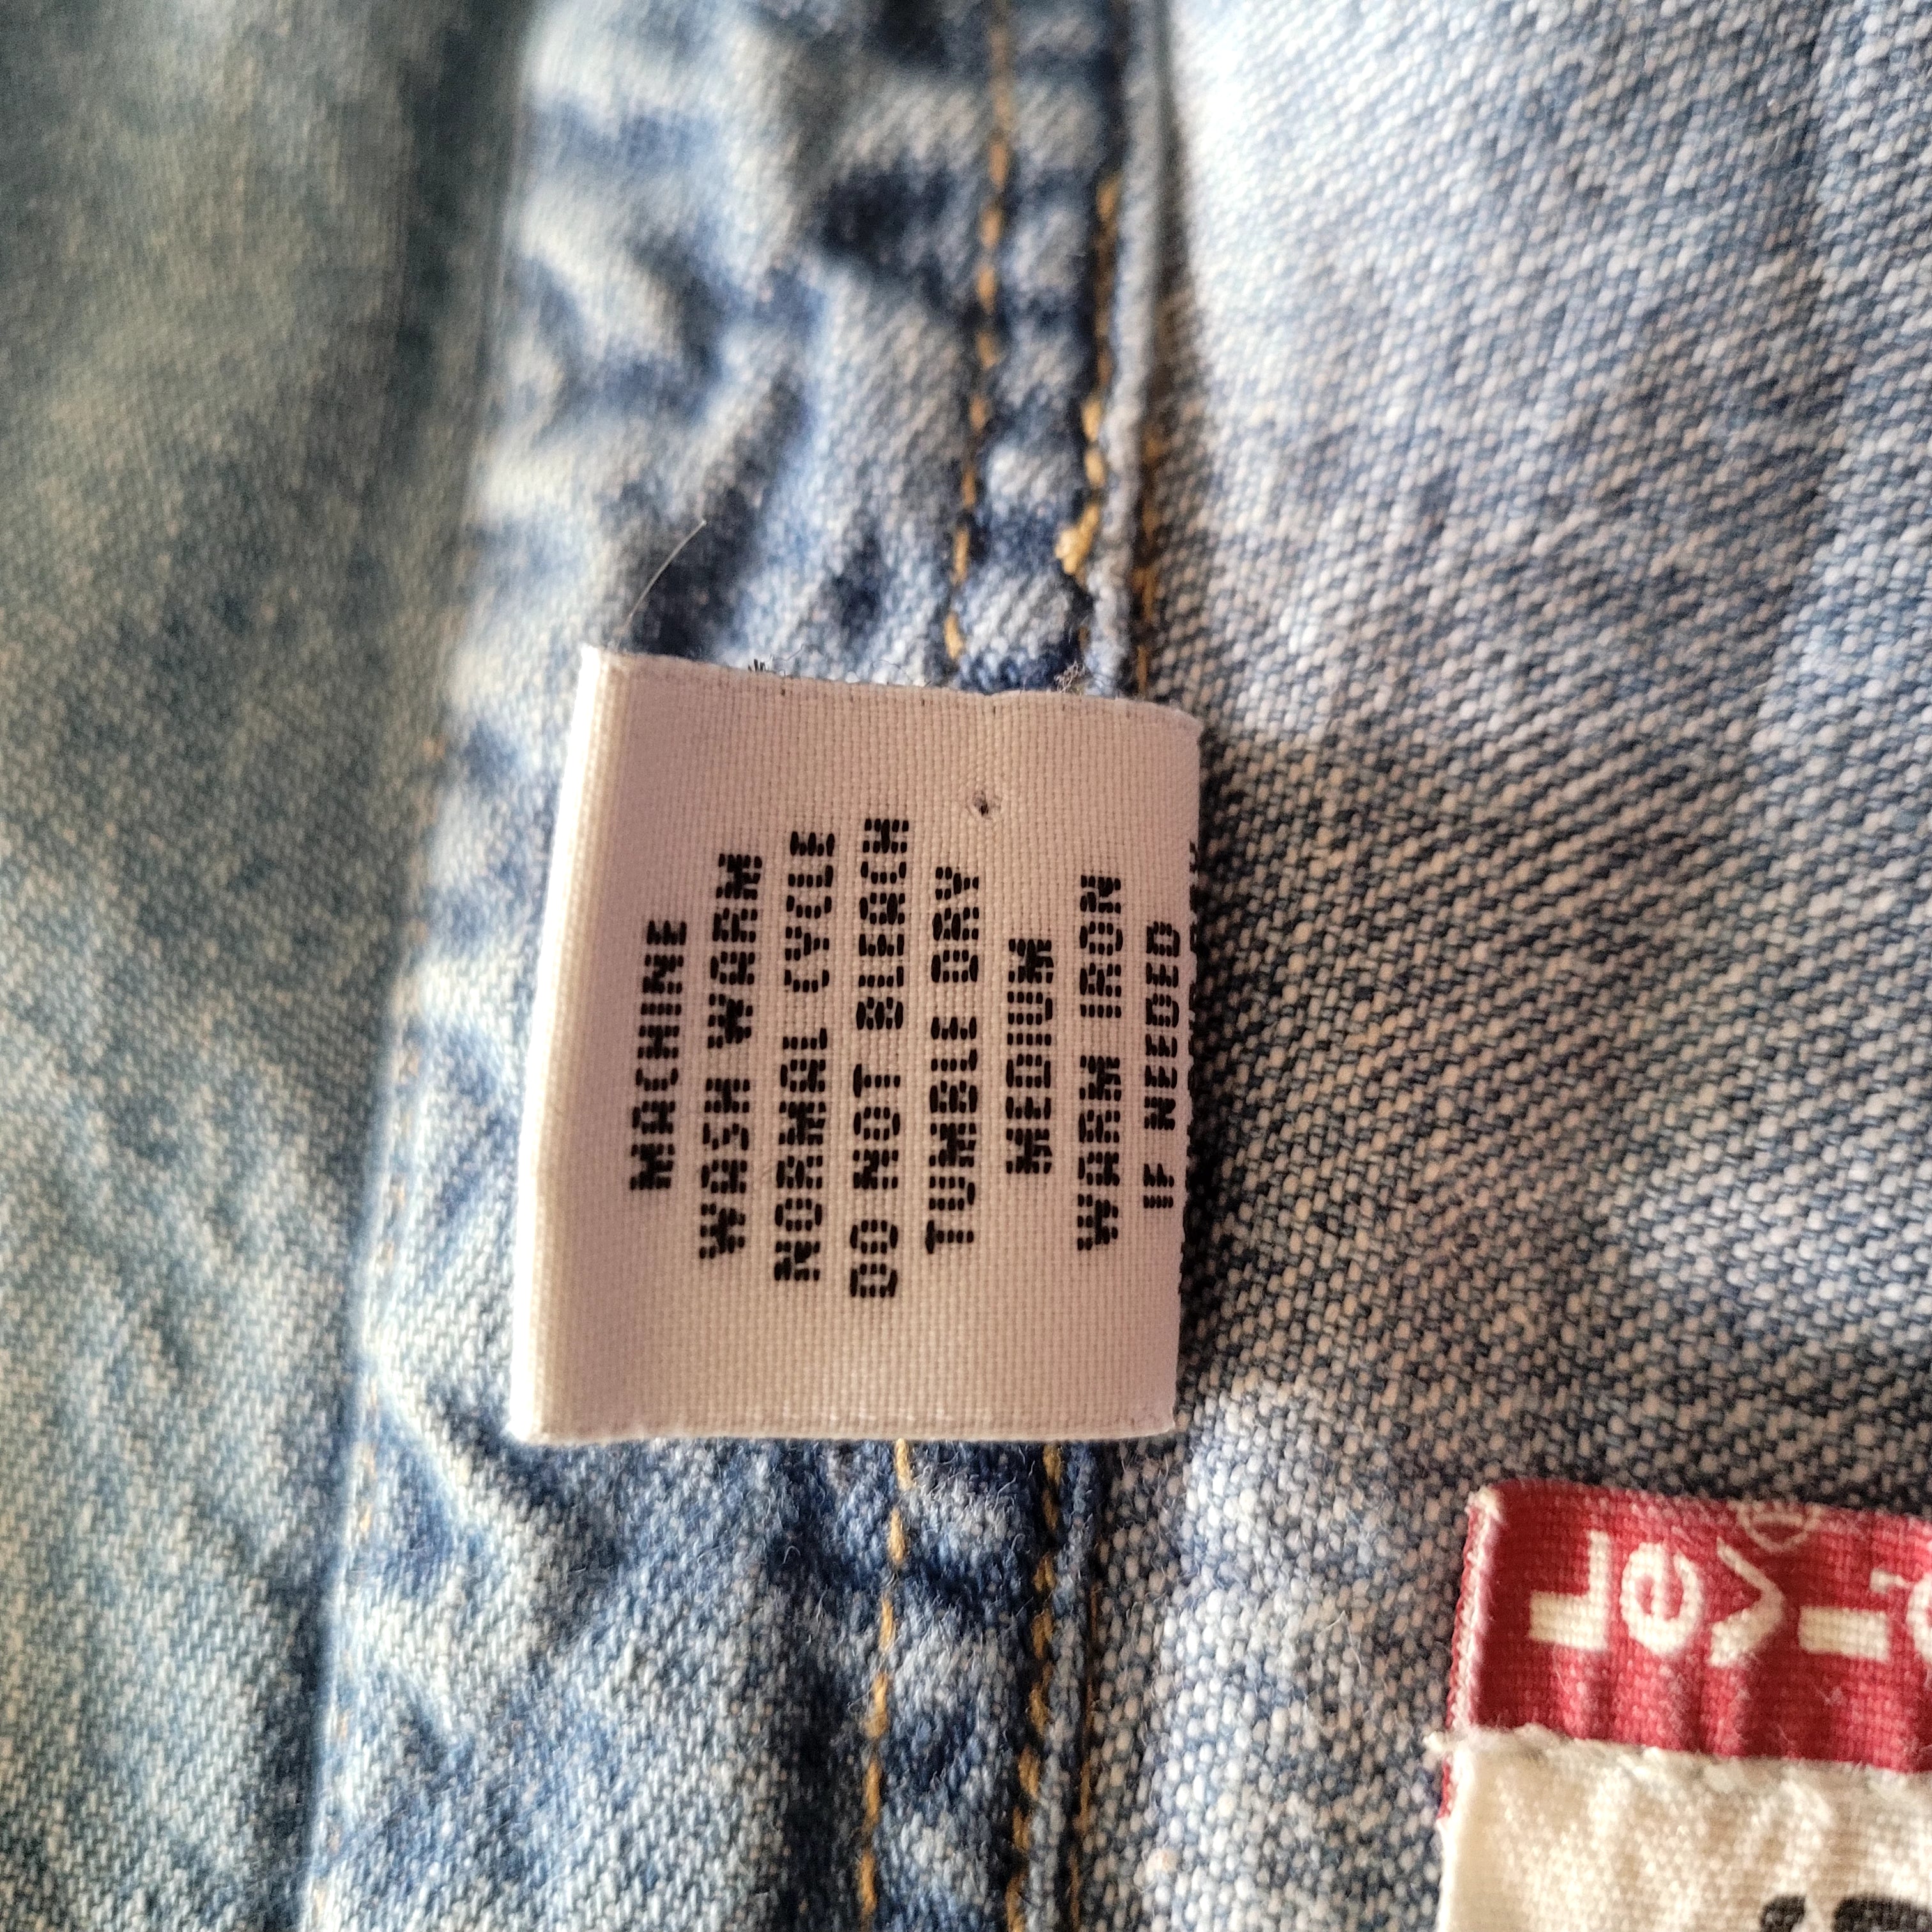 MACHINE
WASH WARM
NORMAL CYCLE
DO NOT BLEACH
TUMBLE DRY
MEDIUM
WARM IRON
IF NEEDED